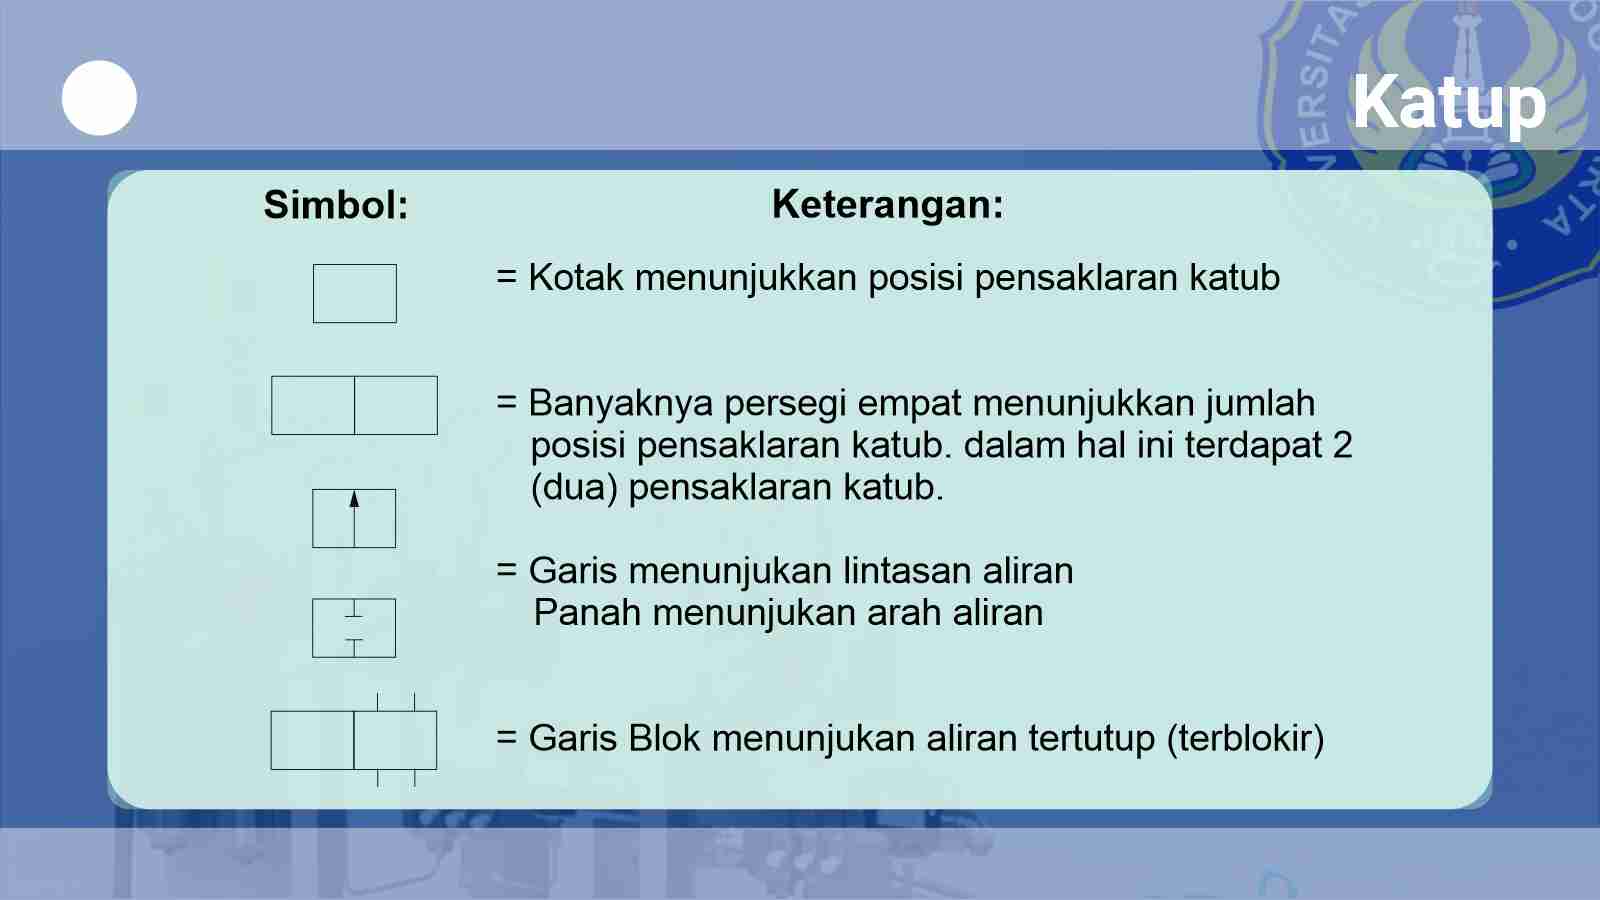 Katup
Simbol:
Keterangan:
= Kotak menunjukkan posisi pensaklaran katub
= Banyaknya persegi empat menunjukkan jumlah
posisi pensaklaran katub. dalam hal ini terdapat 2
(dua) pensaklaran katub.
= Garis menunjukan lintasan aliran
Panah menunjukan arah aliran
= Garis Blok menunjukan aliran tertutup (terblokir)